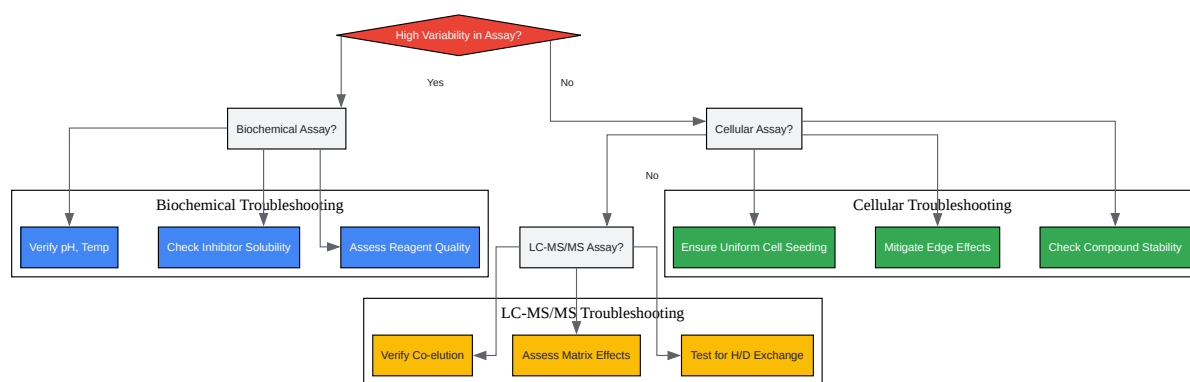 High Variability in Assay?
Yes
No
Biochemical Assay?
Cellular Assay?
No
Biochemical Troubleshooting
Cellular Troubleshooting
Verify pH, Temp
Check Inhibitor Solubility
Assess Reagent Quality
LC-MS/MS Assay?
Ensure Uniform Cell Seeding
Mitigate Edge Effects
Check Compound Stability
LC-MS/MS Troubleshooting
Verify Co-elution
Assess Matrix Effects
Test for H/D Exchange